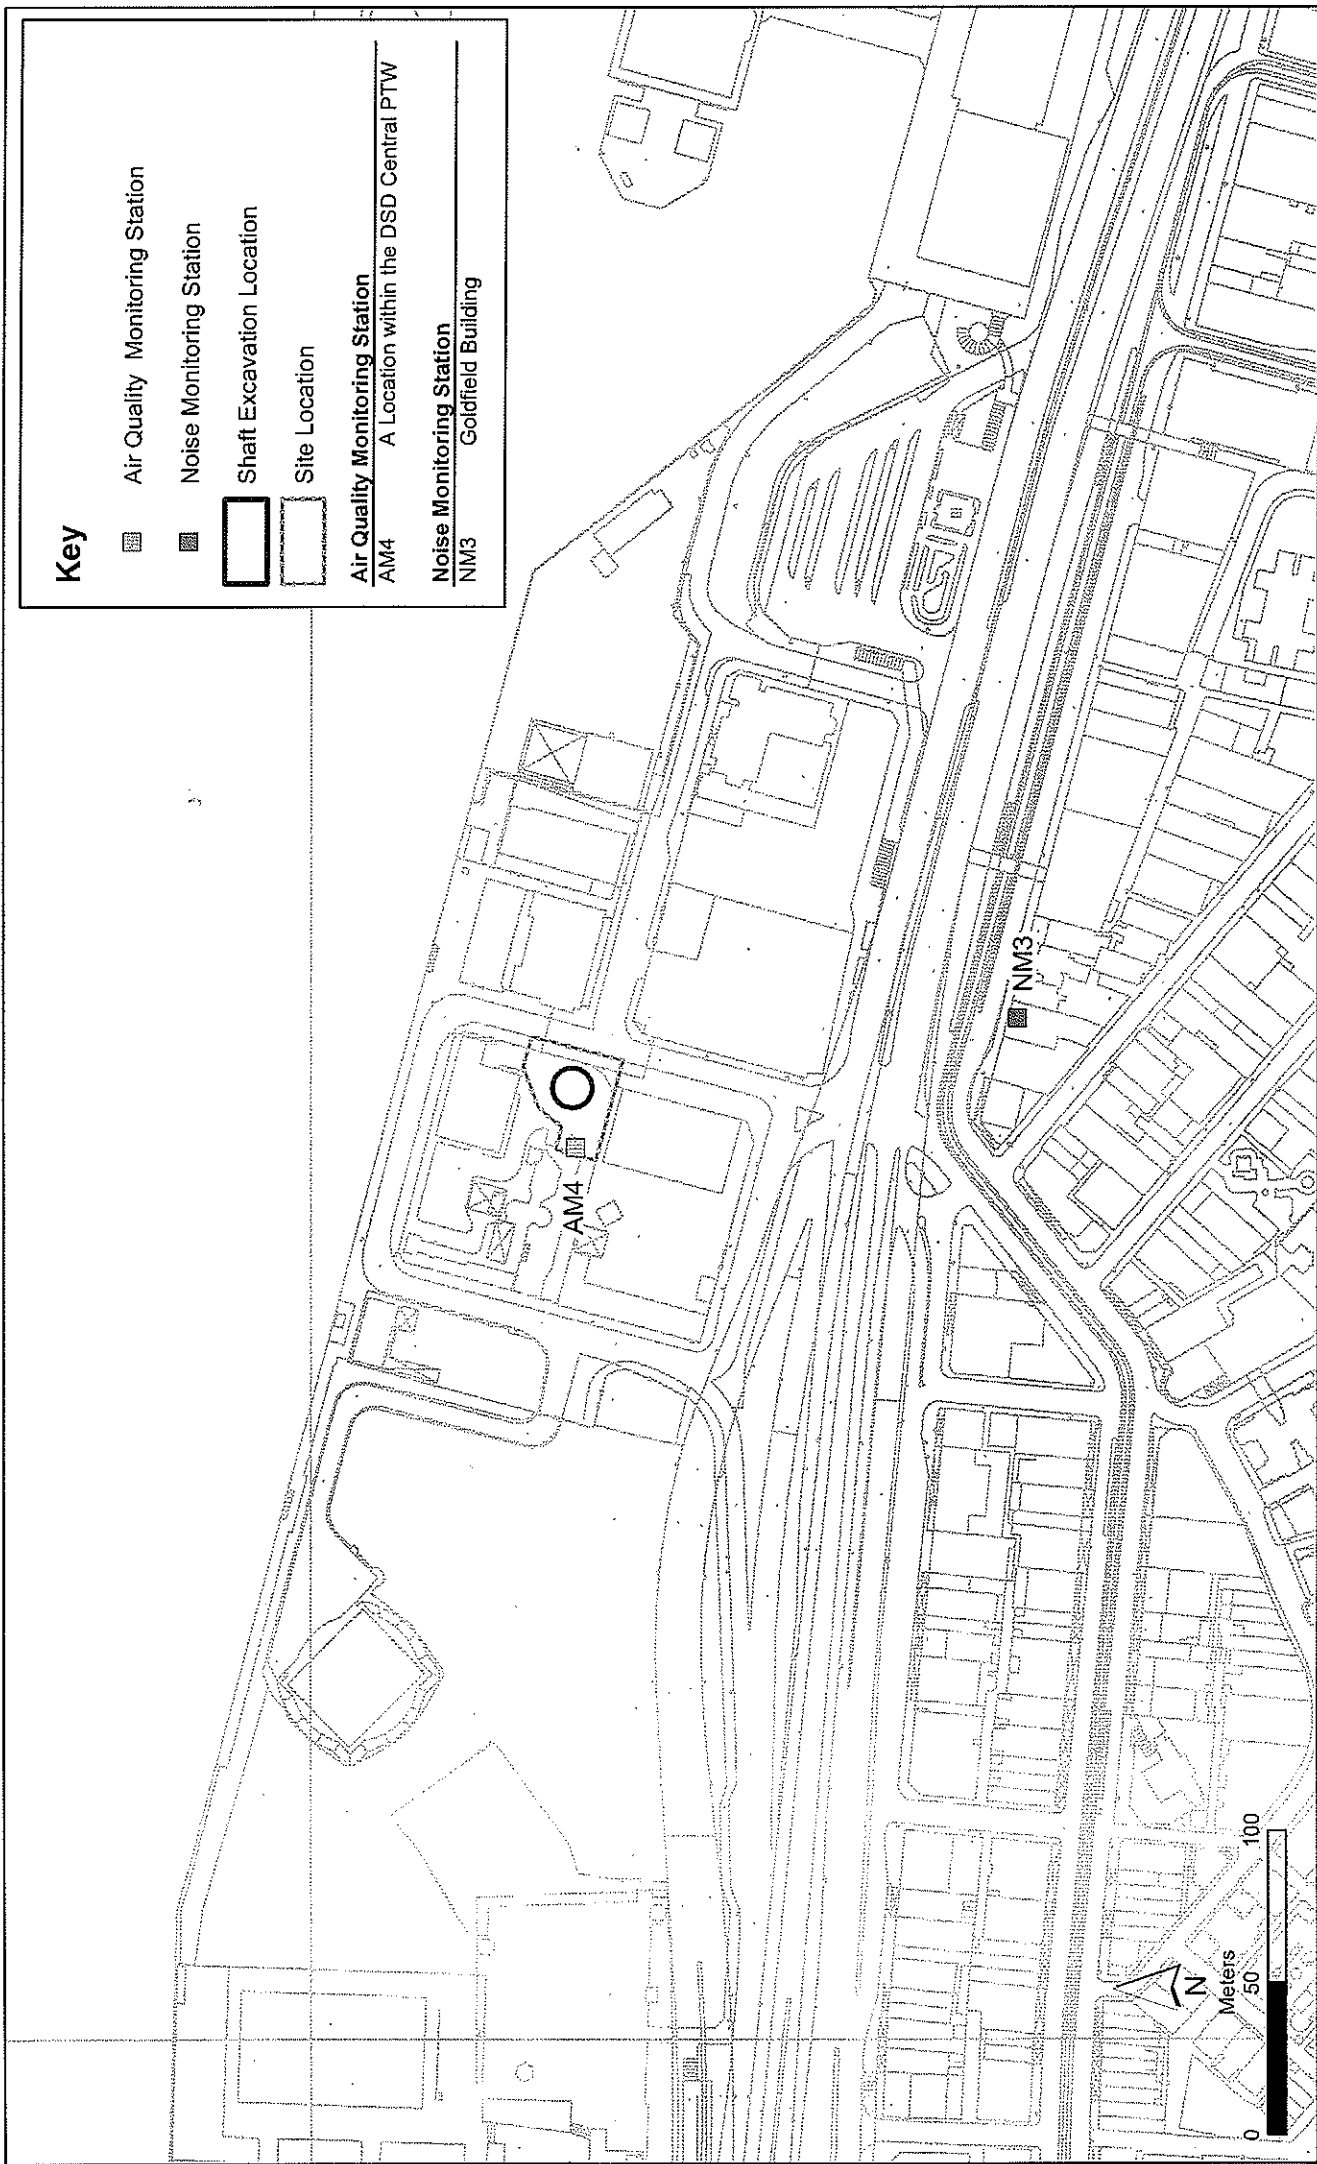 Key
Air Quality Monitoring Station
Noise Monitoring Station
Shaft Excavation Location
Site Location
Air Quality Monitoring Station
AM4 A Location within the DSD Central PTW
Noise Monitoring Station
NM3 Goldfield Building
AM4
NM3
N
Meters
0 50 100